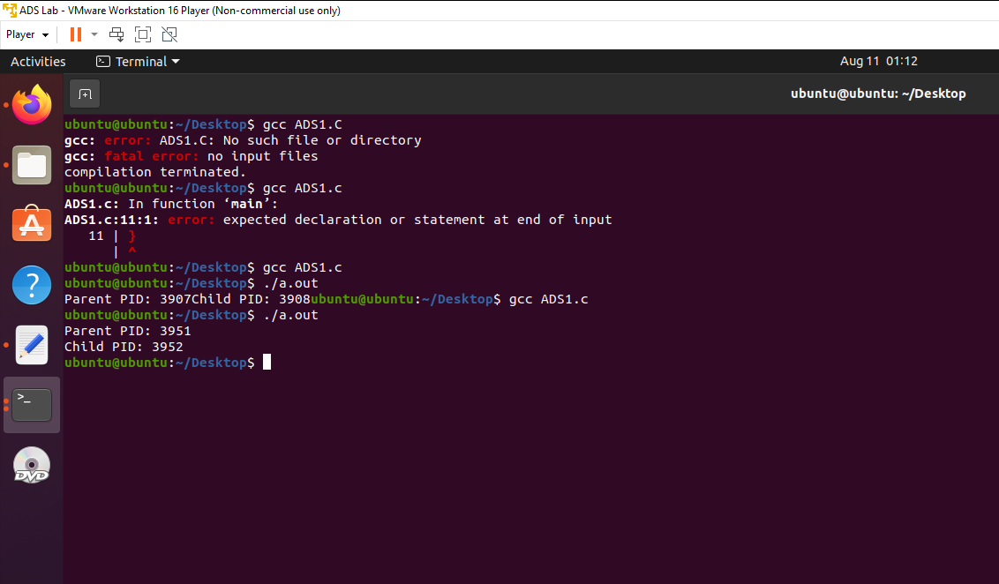 ADS Lab - VMware Workstation 16 Player (Non-commercial use only)
Player
Activities
Terminal
Aug 11 01:12
ubuntu@ubuntu: ~/Desktop
ubuntu@ubuntu:~/Desktop$ gcc ADS1.C
gcc: error: ADS1.C: No such file or directory
gcc: fatal error: no input files
compilation terminated.
ubuntu@ubuntu:~/Desktop$ gcc ADS1.c
ADS1.c: In function ‘main’:
ADS1.c:11:1: error: expected declaration or statement at end of input
   11 | }
      | ^
ubuntu@ubuntu:~/Desktop$ gcc ADS1.c
ubuntu@ubuntu:~/Desktop$ ./a.out
Parent PID: 3907Child PID: 3908ubuntu@ubuntu:~/Desktop$ gcc ADS1.c
ubuntu@ubuntu:~/Desktop$ ./a.out
Parent PID: 3951
Child PID: 3952
ubuntu@ubuntu:~/Desktop$
?
>_
DVD